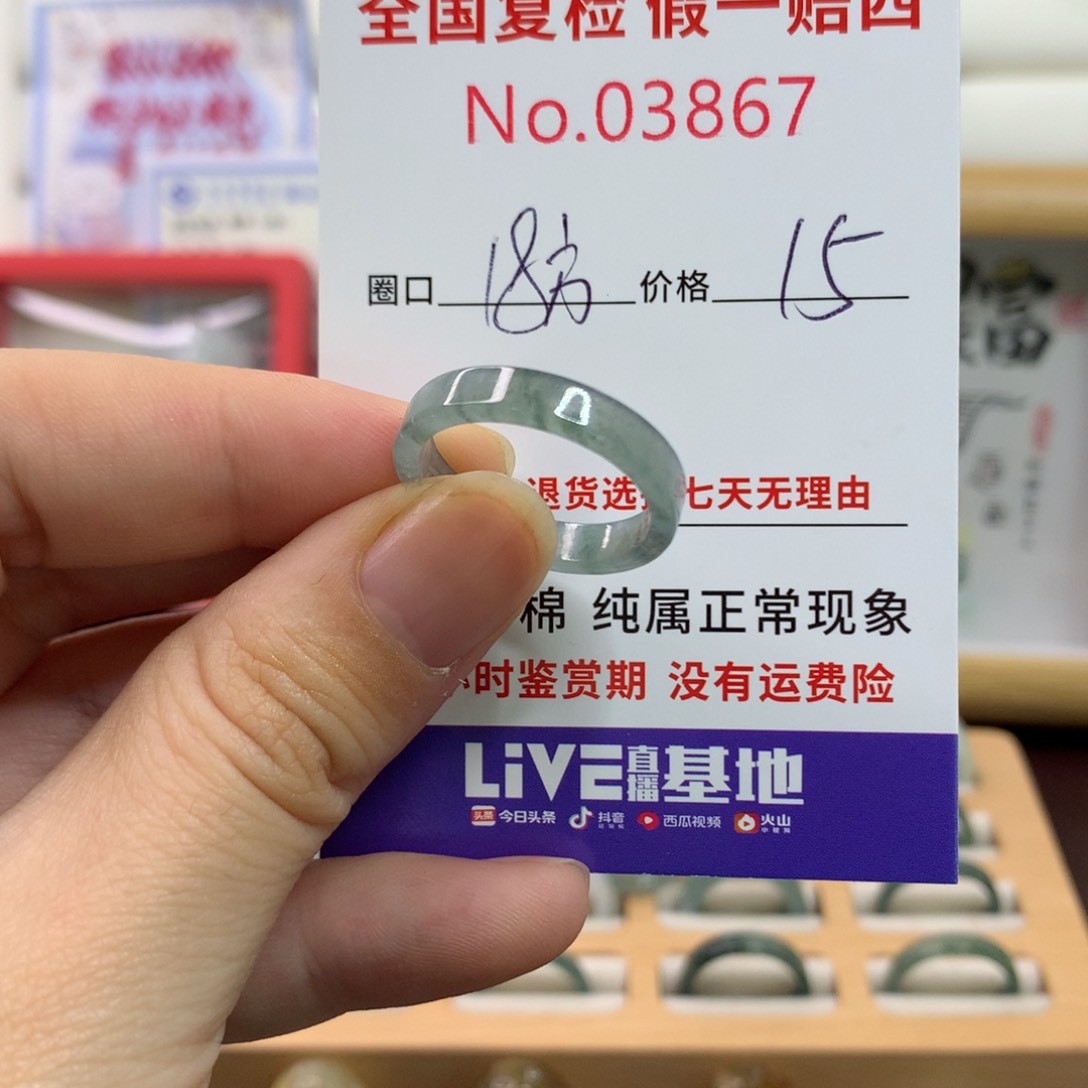 全国复检 假一赔四
No.03867
圈口 18 价格 15
退货选 七天无理由
棉 纯属正常现象
时鉴赏期 没有运费险
LiVE直播基地
头条 今日头条 抖音 西瓜视频 火山
富